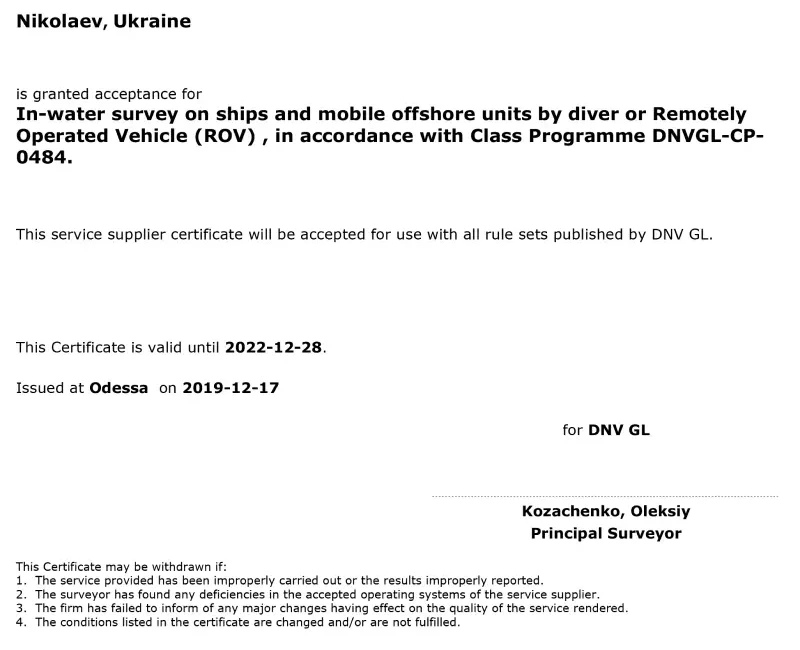 Nikolaev, Ukraine
is granted acceptance for
In-water survey on ships and mobile offshore units by diver or Remotely
Operated Vehicle (ROV) , in accordance with Class Programme DNVGL-CP-
0484.
This service supplier certificate will be accepted for use with all rule sets published by DNV GL.
This Certificate is valid until 2022-12-28.
Issued at Odessa on 2019-12-17
for DNV GL
Kozachenko, Oleksiy
Principal Surveyor
This Certificate may be withdrawn if:
1. The service provided has been improperly carried out or the results improperly reported.
2. The surveyor has found any deficiencies in the accepted operating systems of the service supplier.
3. The firm has failed to inform of any major changes having effect on the quality of the service rendered.
4. The conditions listed in the certificate are changed and/or are not fulfilled.